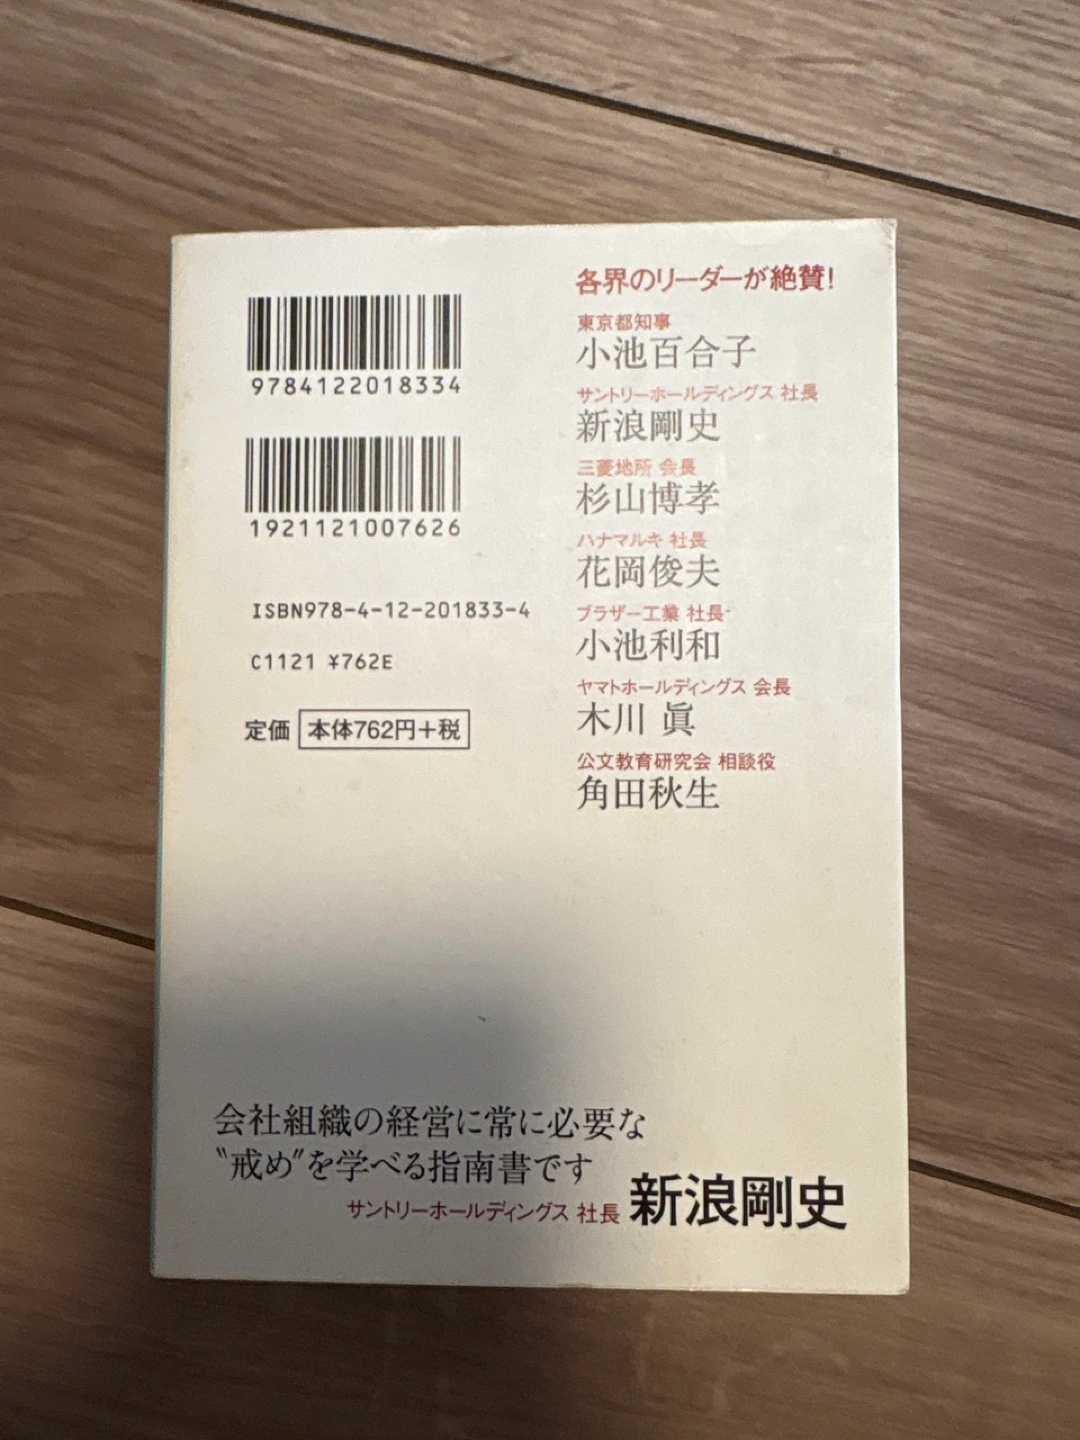 9784122018334
1921121007626
ISBN978-4-12-201833-4
C1121 ¥762E
定価 本体762円+税
各界のリーダーが絶賛!
東京都知事
小池百合子
サントリーホールディングス 社長
新浪剛史
三菱地所 会長
杉山博孝
ハナマルキ 社長
花岡俊夫
ブラザー工業 社長
小池利和
ヤマトホールディングス 会長
木川 眞
公文教育研究会 相談役
角田秋生
会社組織の経営に常に必要な
〝戒め〟を学べる指南書です
サントリーホールディングス 社長 新浪剛史